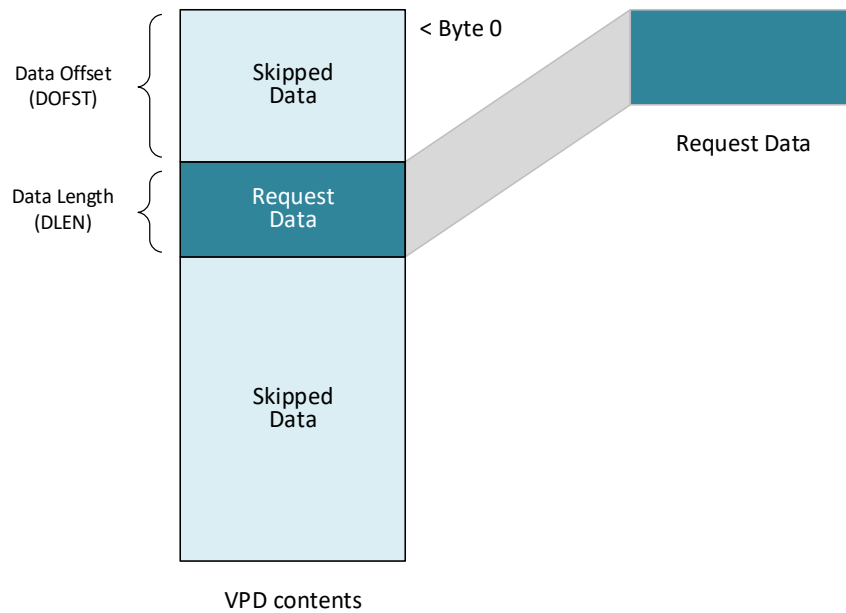 < Byte 0
Data Offset
(DOFST)
Skipped
Data
Request Data
Data Length
(DLEN)
Request
Data
Skipped
Data
VPD contents